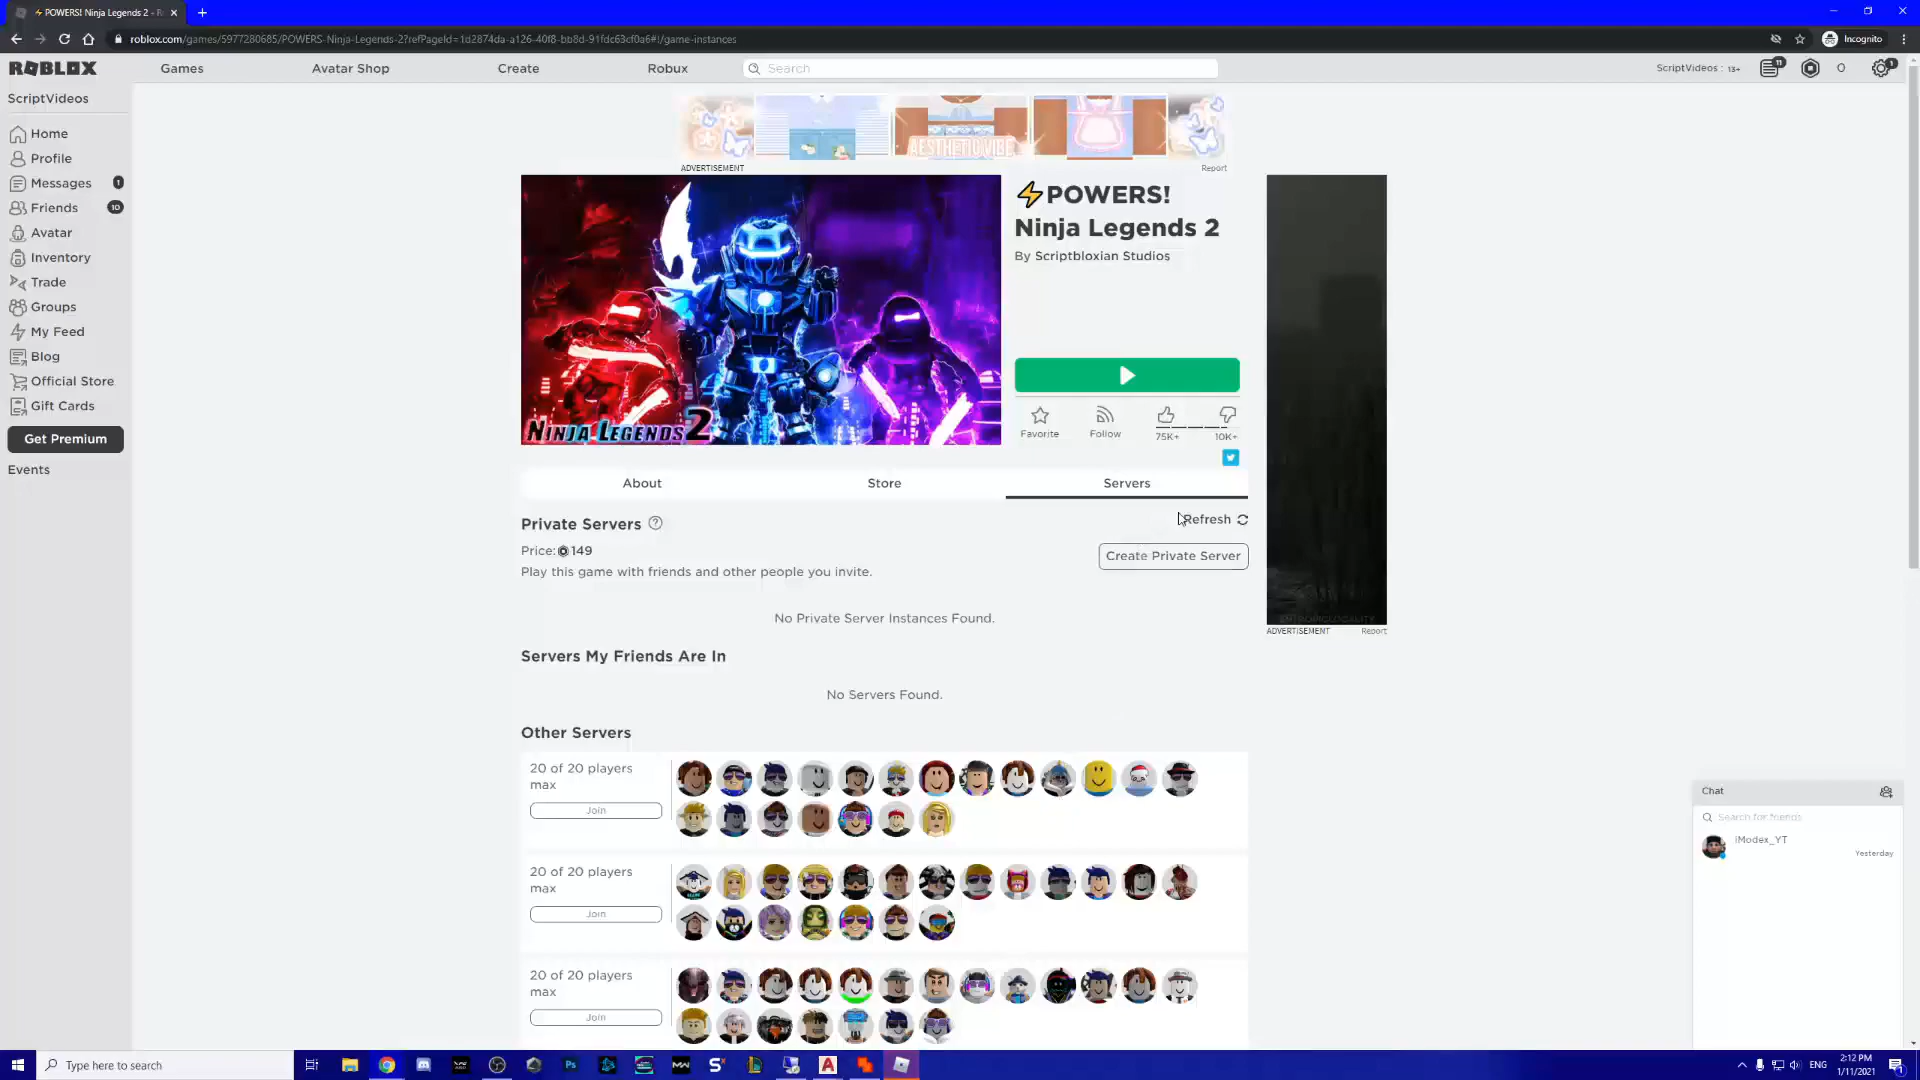 ⚡POWERS! Ninja Legends 2 - R
roblox.com/games/5977280685/POWERS-Ninja-Legends-2?refPageId=1d2874da-a126-40f8-bb8d-91fdc63cf0a6#!/game-instances
Incognito
ROBLOX
Games
Avatar Shop
Create
Robux
Search
ScriptVideos : 13+
11
0
1
ScriptVideos
Home
Profile
Messages 1
Friends 10
Avatar
Inventory
Trade
Groups
My Feed
Blog
Official Store
Gift Cards
Get Premium
Events
AESTHETIC VIBE
ADVERTISEMENT
Report
NINJA LEGENDS 2
⚡POWERS!
Ninja Legends 2
By Scriptbloxian Studios
Favorite
Follow
75K+
10K+
ADVERTISEMENT
Report
About
Store
Servers
Private Servers
Refresh
Price: 149
Create Private Server
Play this game with friends and other people you invite.
No Private Server Instances Found.
Servers My Friends Are In
No Servers Found.
Other Servers
20 of 20 players
max
Join
20 of 20 players
max
Join
20 of 20 players
max
Join
Chat
Search for friends
iModex_YT
Yesterday
Type here to search
ENG
2:12 PM
1/11/2021